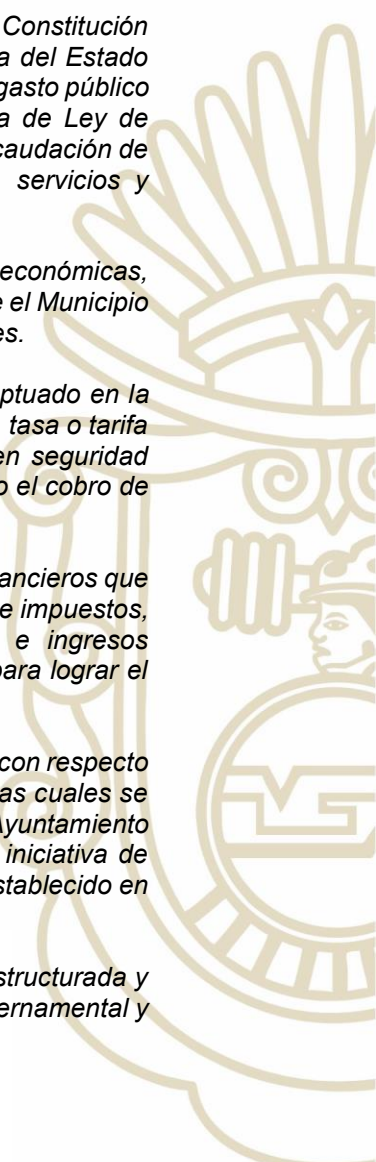 Constitución
a del Estado
gasto público
a de Ley de
caudación de
servicios y
económicas,
e el Municipio
es.
ptuado en la
tasa o tarifa
en seguridad
o el cobro de
ancieros que
e impuestos,
e ingresos
para lograr el
con respecto
as cuales se
Ayuntamiento
iniciativa de
stablecido en
structurada y
ernamental y